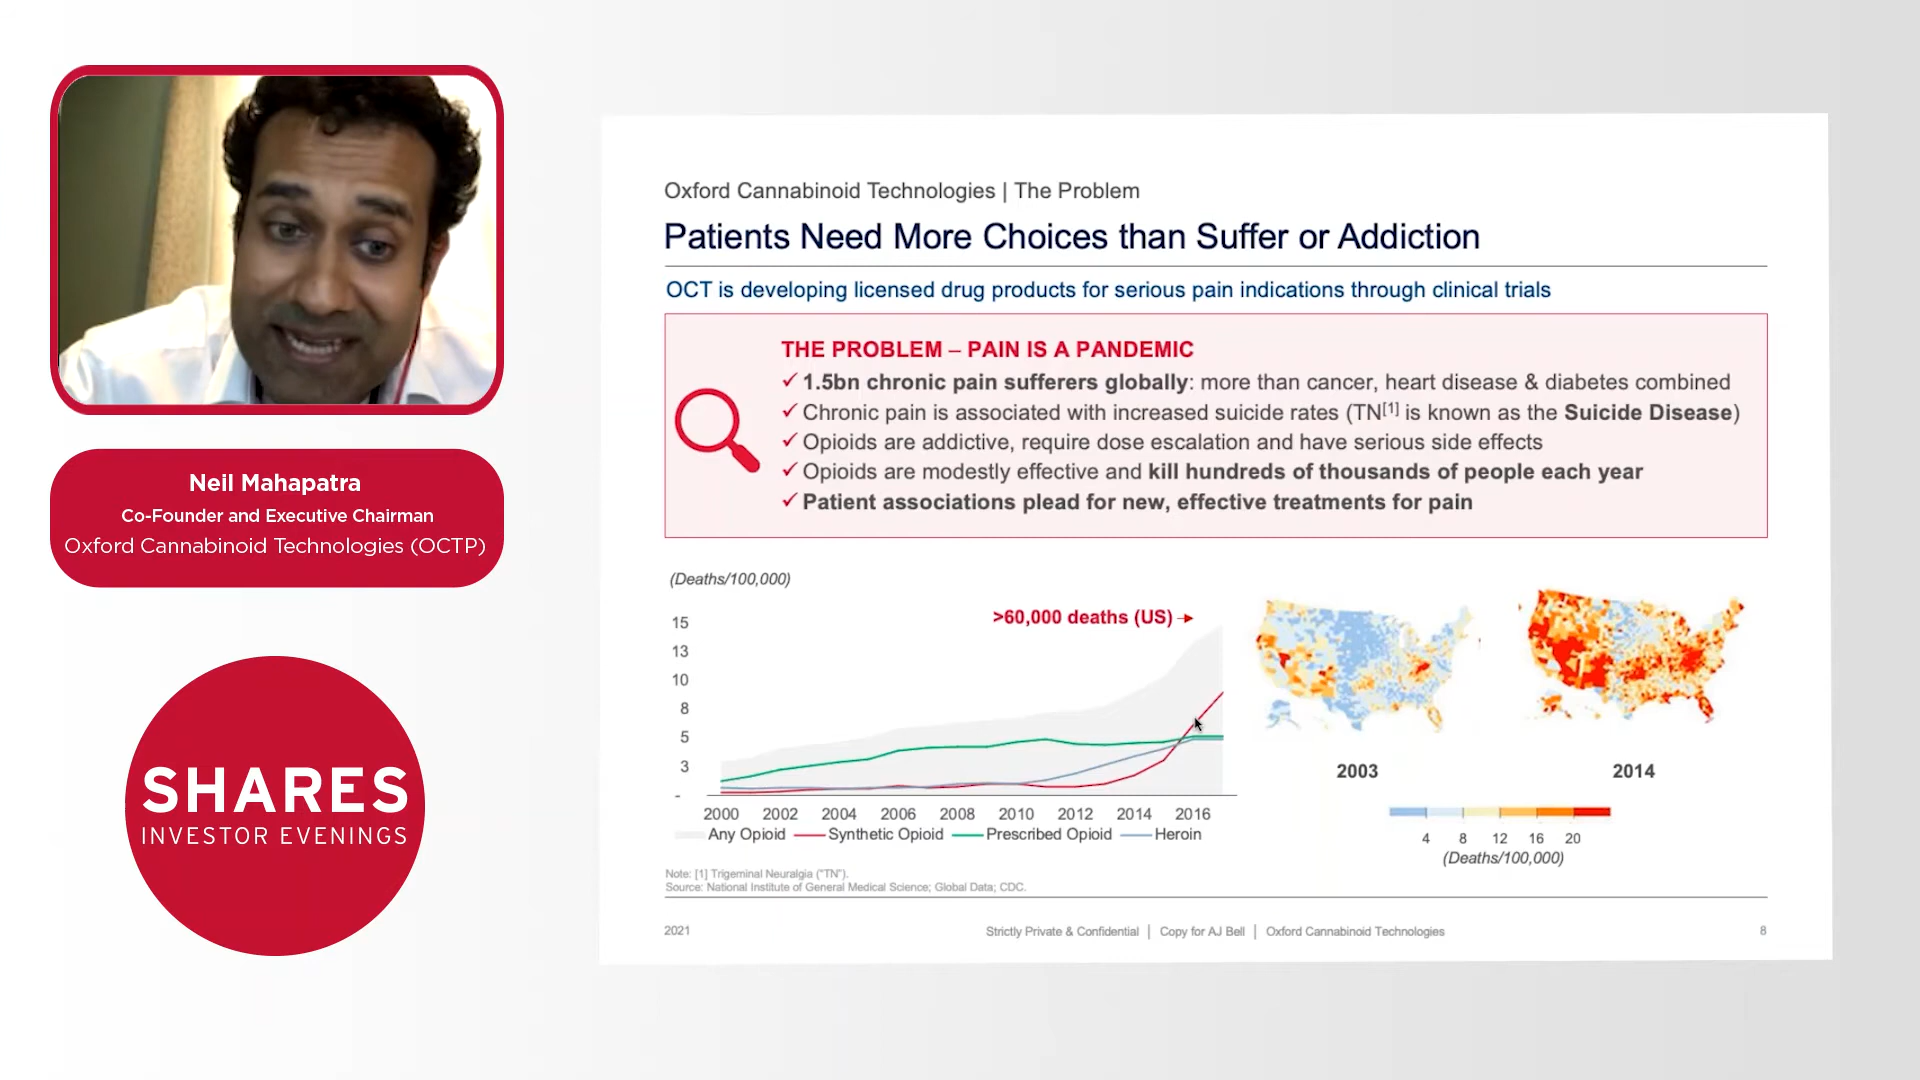 Neil Mahapatra
Co-Founder and Executive Chairman
Oxford Cannabinoid Technologies (OCTP)
SHARES
INVESTOR EVENINGS
Oxford Cannabinoid Technologies | The Problem
Patients Need More Choices than Suffer or Addiction
OCT is developing licensed drug products for serious pain indications through clinical trials
THE PROBLEM – PAIN IS A PANDEMIC
✓ 1.5bn chronic pain sufferers globally: more than cancer, heart disease & diabetes combined
✓ Chronic pain is associated with increased suicide rates (TN[1] is known as the Suicide Disease)
✓ Opioids are addictive, require dose escalation and have serious side effects
✓ Opioids are modestly effective and kill hundreds of thousands of people each year
✓ Patient associations plead for new, effective treatments for pain
(Deaths/100,000)
>60,000 deaths (US)
15
13
10
8
5
3
-
2000 2002 2004 2006 2008 2010 2012 2014 2016
Any Opioid Synthetic Opioid Prescribed Opioid Heroin
2003 2014
4 8 12 16 20
(Deaths/100,000)
Note: [1] Trigeminal Neuralgia ("TN").
Source: National Institute of General Medical Science; Global Data; CDC.
2021 Strictly Private & Confidential | Copy for AJ Bell | Oxford Cannabinoid Technologies 8